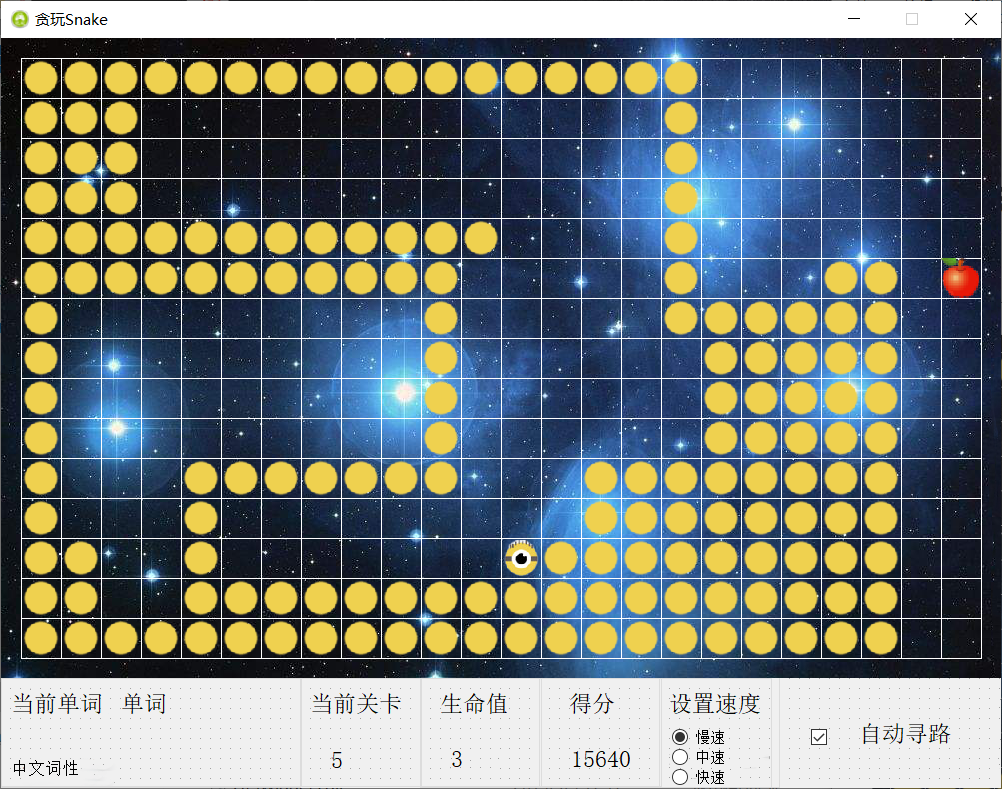 贪玩Snake
当前单词 单词
当前关卡
生命值
得分
设置速度
慢速
中速
快速
自动寻路
5
3
15640
中文词性